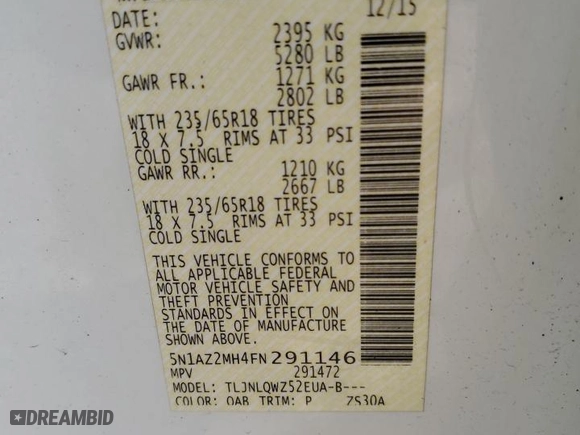 DATE: 12/15
GVWR: 2395 KG
5280 LB
GAWR FR.: 1271 KG
2802 LB
WITH 235/65R18 TIRES
18 X 7.5 RIMS AT 33 PSI
COLD SINGLE
GAWR RR.: 1210 KG
2667 LB
WITH 235/65R18 TIRES
18 X 7.5 RIMS AT 33 PSI
COLD SINGLE
THIS VEHICLE CONFORMS TO
ALL APPLICABLE FEDERAL
MOTOR VEHICLE SAFETY AND
THEFT PREVENTION
STANDARDS IN EFFECT ON
THE DATE OF MANUFACTURE
SHOWN ABOVE.
5N1AZ2MH4FN291146
MPV 291472
MODEL: TLJNLQWZ52EUA-B---
COLOR: QAB TRIM: P ZS30A
DREAMBID